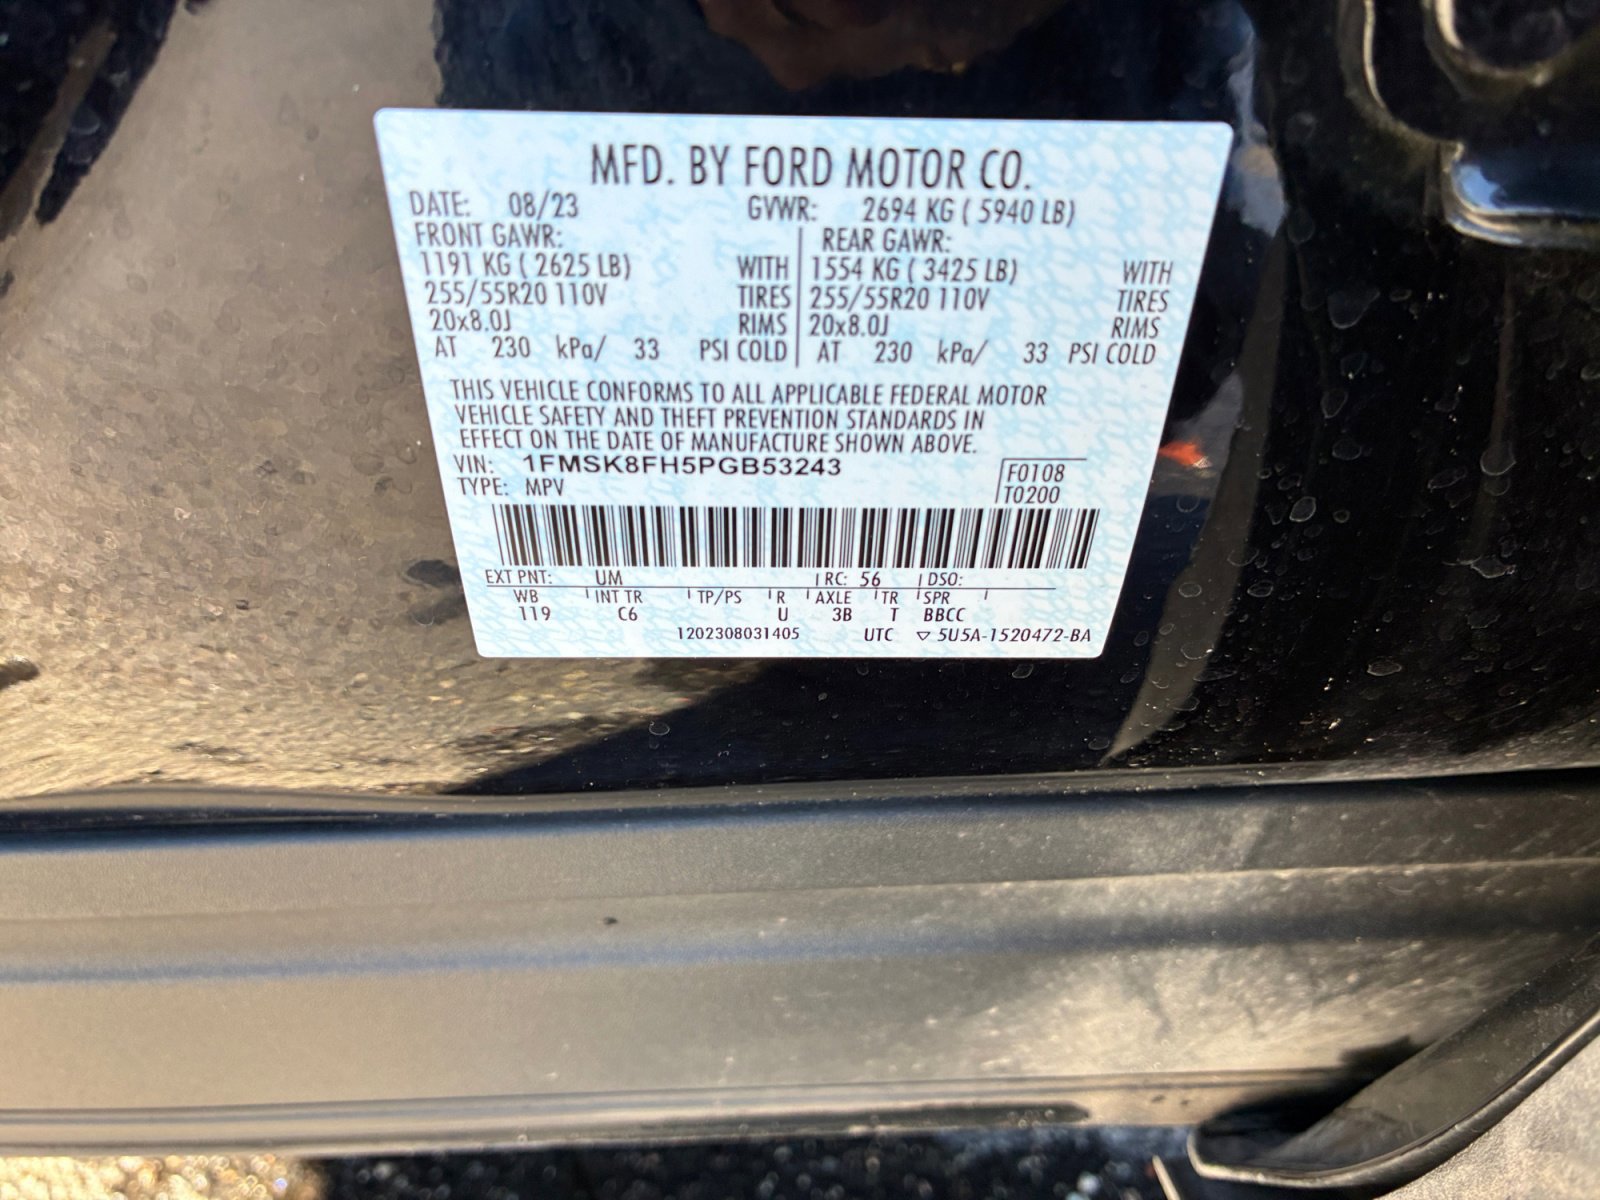 MFD. BY FORD MOTOR CO.
DATE: 08/23 GVWR: 2694 KG ( 5940 LB)
FRONT GAWR: REAR GAWR:
1191 KG ( 2625 LB) WITH 1554 KG ( 3425 LB) WITH
255/55R20 110V TIRES 255/55R20 110V TIRES
20x8.0J RIMS 20x8.0J RIMS
AT 230 kPa/ 33 PSI COLD AT 230 kPa/ 33 PSI COLD
THIS VEHICLE CONFORMS TO ALL APPLICABLE FEDERAL MOTOR
VEHICLE SAFETY AND THEFT PREVENTION STANDARDS IN
EFFECT ON THE DATE OF MANUFACTURE SHOWN ABOVE.
VIN: 1FMSK8FH5PGB53243 F0108
TYPE: MPV T0200
EXT PNT: UM RC: 56 DSO:
WB INT TR TP/PS R AXLE TR SPR
119 C6 U 3B T BBCC
1202308031405 UTC ▽ 5U5A-1520472-BA